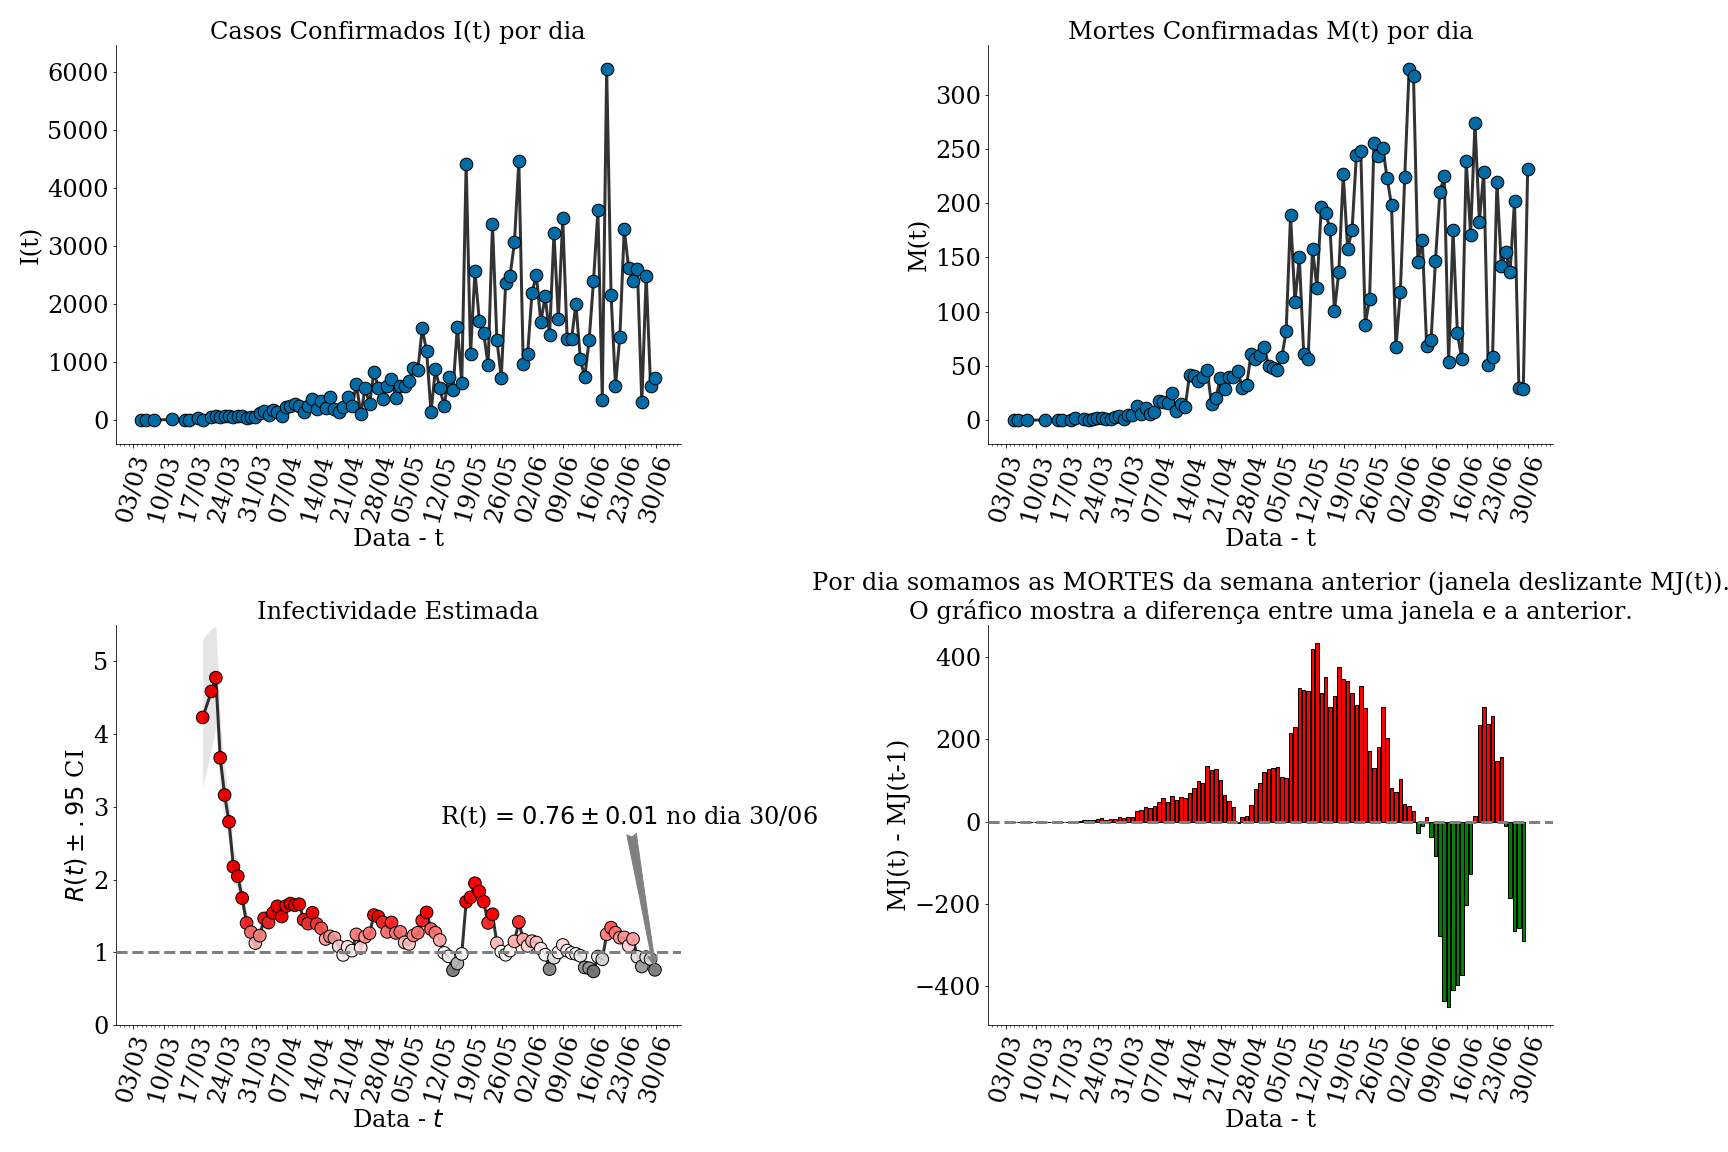 Casos Confirmados I(t) por dia
I(t)
6000
5000
4000
3000
2000
1000
0
03/03 10/03 17/03 24/03 31/03 07/04 14/04 21/04 28/04 05/05 12/05 19/05 26/05 02/06 09/06 16/06 23/06 30/06
Data - t
Mortes Confirmadas M(t) por dia
M(t)
300
250
200
150
100
50
0
03/03 10/03 17/03 24/03 31/03 07/04 14/04 21/04 28/04 05/05 12/05 19/05 26/05 02/06 09/06 16/06 23/06 30/06
Data - t
Infectividade Estimada
R(t) ± .95 CI
5
4
3
2
1
0
R(t) = 0.76 ± 0.01 no dia 30/06
03/03 10/03 17/03 24/03 31/03 07/04 14/04 21/04 28/04 05/05 12/05 19/05 26/05 02/06 09/06 16/06 23/06 30/06
Data - t
Por dia somamos as MORTES da semana anterior (janela deslizante MJ(t)).
O gráfico mostra a diferença entre uma janela e a anterior.
MJ(t) - MJ(t-1)
400
200
0
−200
−400
03/03 10/03 17/03 24/03 31/03 07/04 14/04 21/04 28/04 05/05 12/05 19/05 26/05 02/06 09/06 16/06 23/06 30/06
Data - t